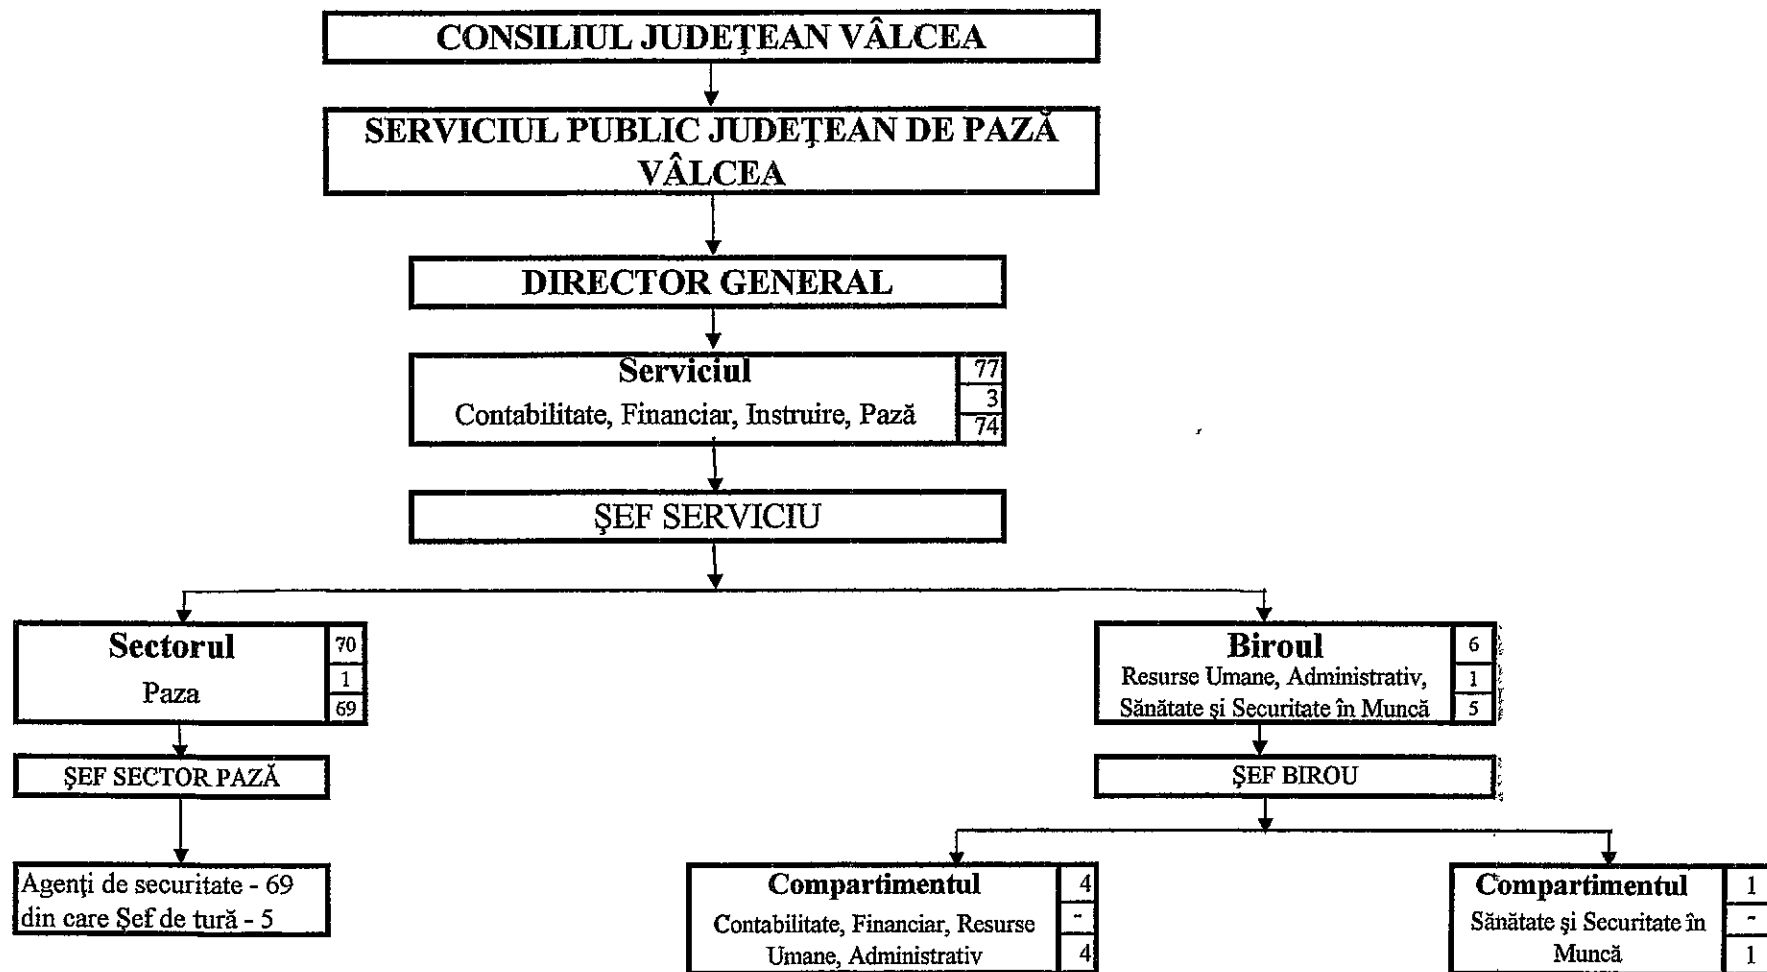 CONSILIUL JUDEŢEAN VÂLCEA
SERVICIUL PUBLIC JUDEŢEAN DE PAZĂ
VÂLCEA
DIRECTOR GENERAL
Serviciul
Contabilitate, Financiar, Instruire, Pază
77
3
74
ŞEF SERVICIU
Sectorul
Paza
70
1
69
Biroul
Resurse Umane, Administrativ,
Sănătate şi Securitate în Muncă
6
1
5
ŞEF SECTOR PAZĂ
ŞEF BIROU
Agenţi de securitate - 69
din care Şef de tură - 5
Compartimentul
Contabilitate, Financiar, Resurse
Umane, Administrativ
4
-
4
Compartimentul
Sănătate şi Securitate în
Muncă
1
-
1